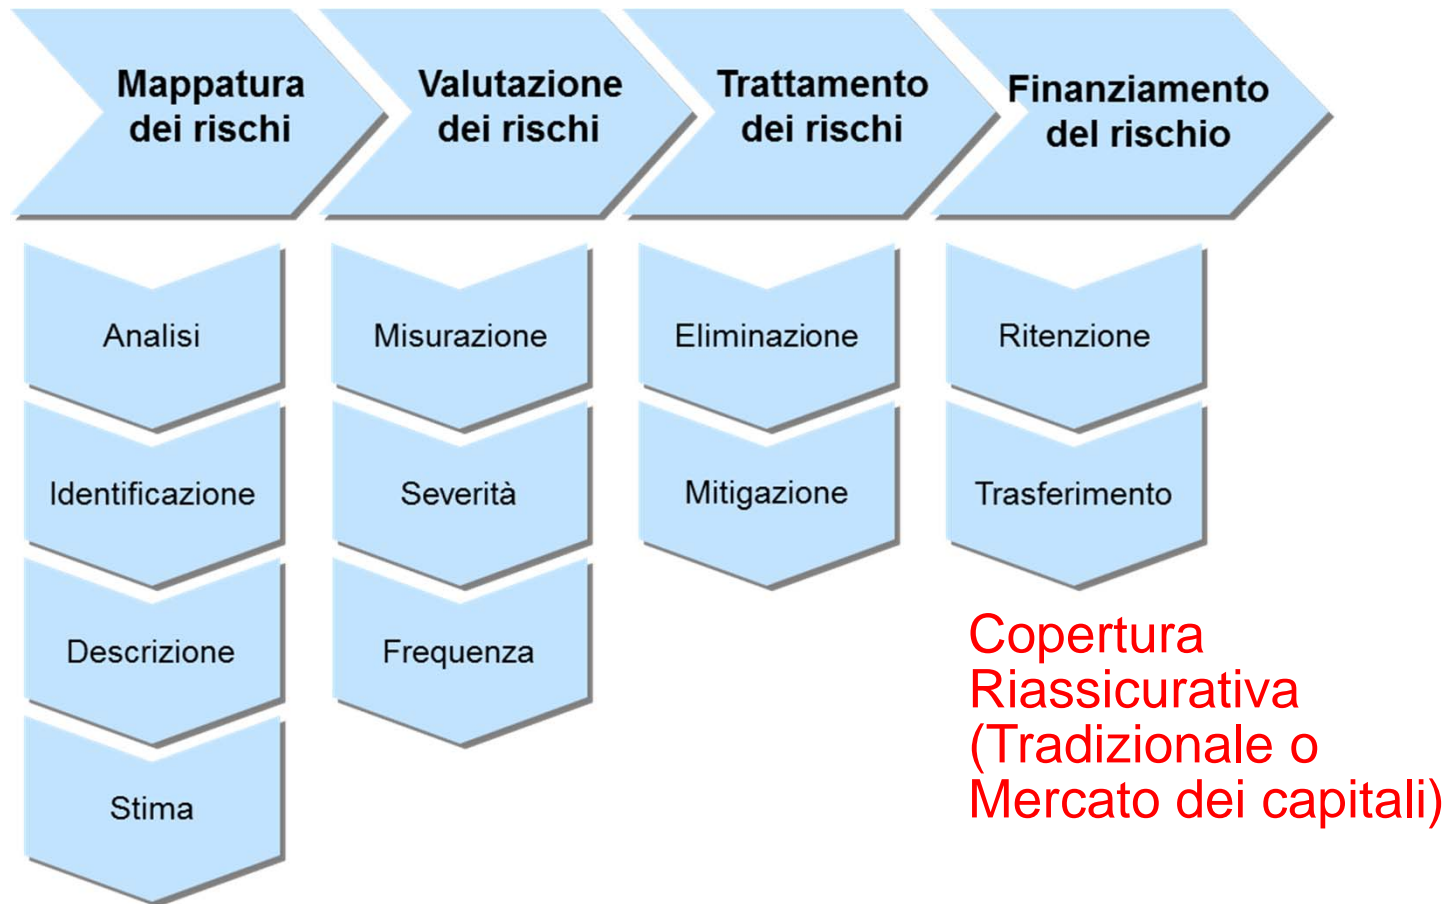 Mappatura
dei rischi
Valutazione
dei rischi
Trattamento
dei rischi
Finanziamento
del rischio
Analisi
Identificazione
Descrizione
Stima
Misurazione
Severità
Frequenza
Eliminazione
Mitigazione
Ritenzione
Trasferimento
Copertura
Riassicurativa
(Tradizionale o
Mercato dei capitali)